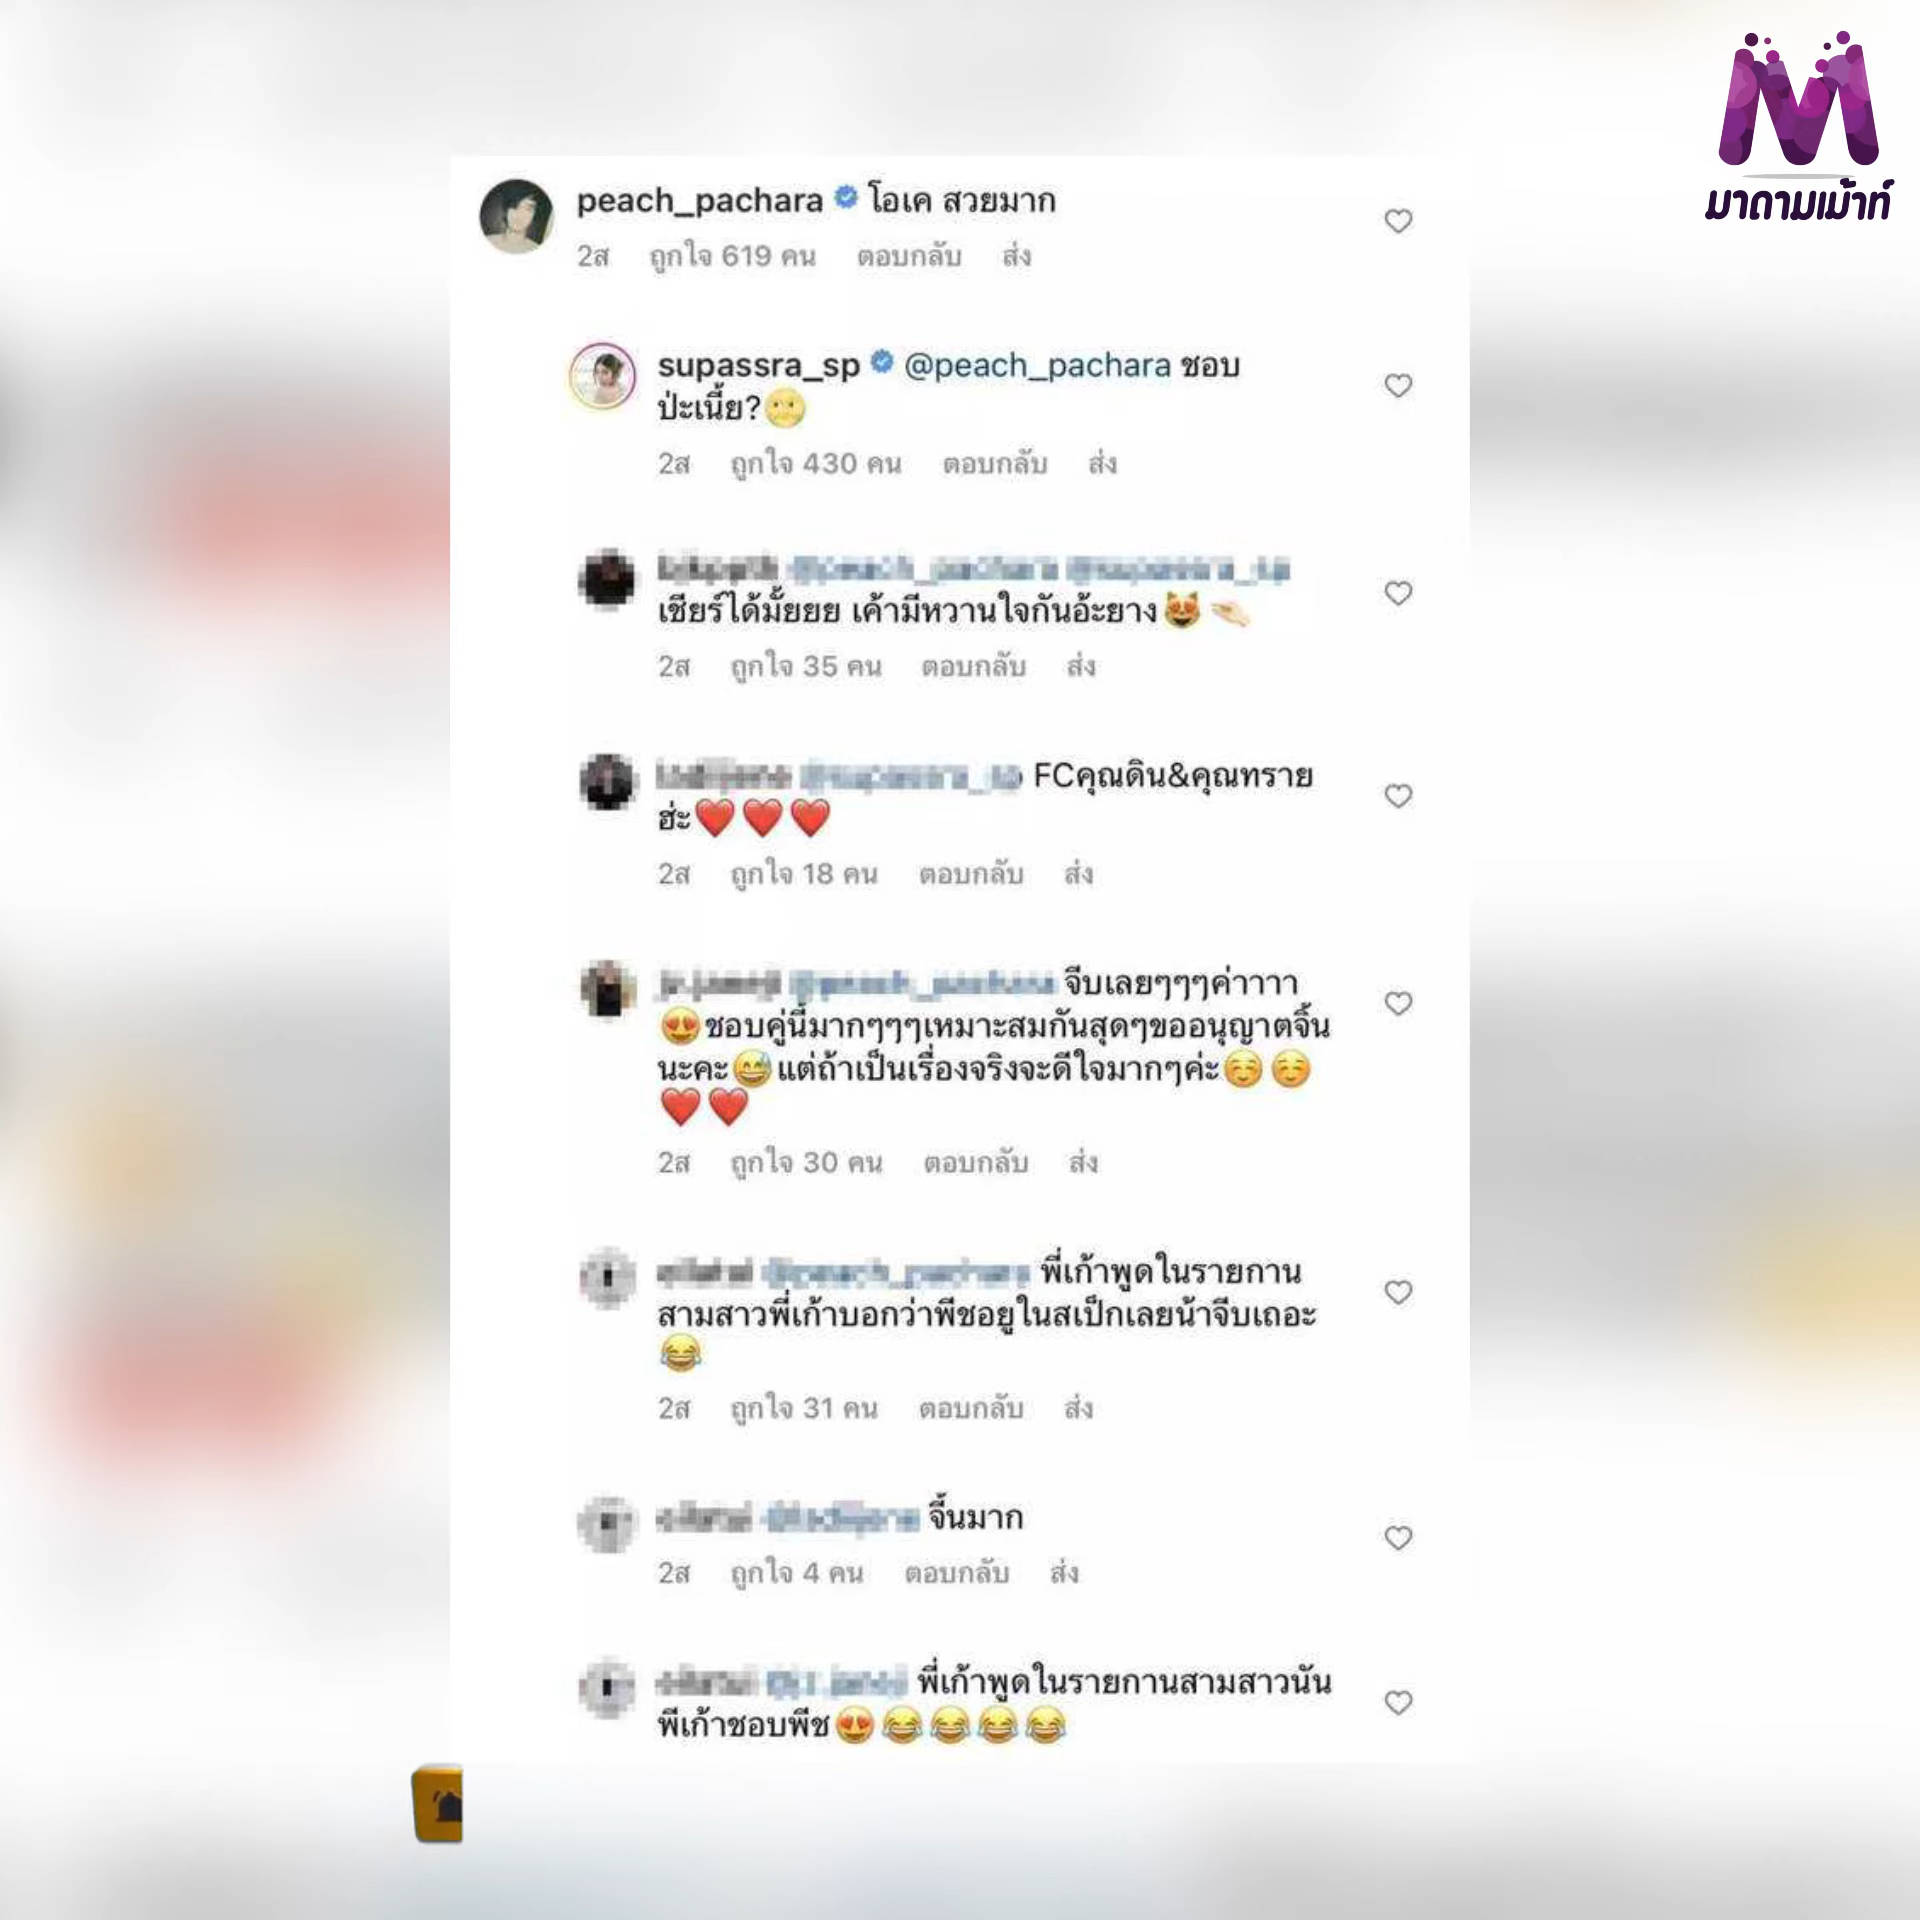 มาดามเม้าท์
peach_pachara โอเค สวยมาก
2ส ถูกใจ 619 คน ตอบกลับ ส่ง
supassra_sp @peach_pachara ชอบ
ป่ะเนี้ย?
2ส ถูกใจ 430 คน ตอบกลับ ส่ง
@peach_pachara @supassra_sp
เชียร์ได้มั้ยยย เค้ามีหวานใจกันอ้ะยาง
2ส ถูกใจ 35 คน ตอบกลับ ส่ง
@supassra_sp FCคุณดิน&คุณทราย
ฮ่ะ❤️❤️❤️
2ส ถูกใจ 18 คน ตอบกลับ ส่ง
@peach_pachara จีบเลยๆๆๆค่าาาา
😍ชอบคู่นี้มากๆๆๆเหมาะสมกันสุดๆขออนุญาตจิ้น
นะคะ😅แต่ถ้าเป็นเรื่องจริงจะดีใจมากๆค่ะ☺️☺️
❤️❤️
2ส ถูกใจ 30 คน ตอบกลับ ส่ง
@peach_pachara พี่เก้าพูดในรายกาน
สามสาวพี่เก้าบอกว่าพีชอยูในสเป็กเลยน้าจีบเถอะ
😂
2ส ถูกใจ 31 คน ตอบกลับ ส่ง
จิ้นมาก
2ส ถูกใจ 4 คน ตอบกลับ ส่ง
พี่เก้าพูดในรายกานสามสาวนัน
พีเก้าชอบพีช😍😂😂😂😂